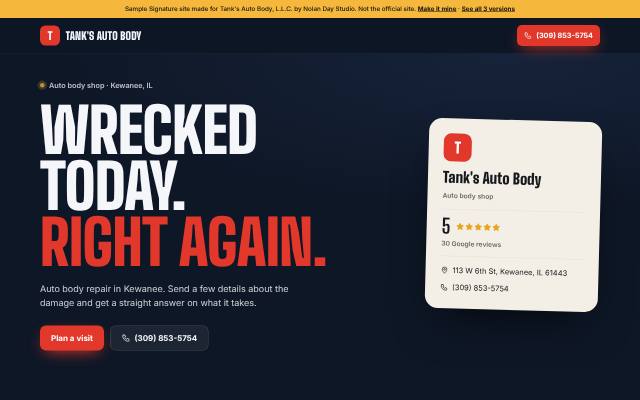 Sample Signature site made for Tank's Auto Body, L.L.C. by Nolan Day Studio. Not the official site. Make it mine · See all 3 versions
T TANK'S AUTO BODY
(309) 853-5754
Auto body shop · Kewanee, IL
WRECKED
TODAY.
RIGHT AGAIN.
Auto body repair in Kewanee. Send a few details about the
damage and get a straight answer on what it takes.
Plan a visit
(309) 853-5754
T
Tank's Auto Body
Auto body shop
5
30 Google reviews
113 W 6th St, Kewanee, IL 61443
(309) 853-5754